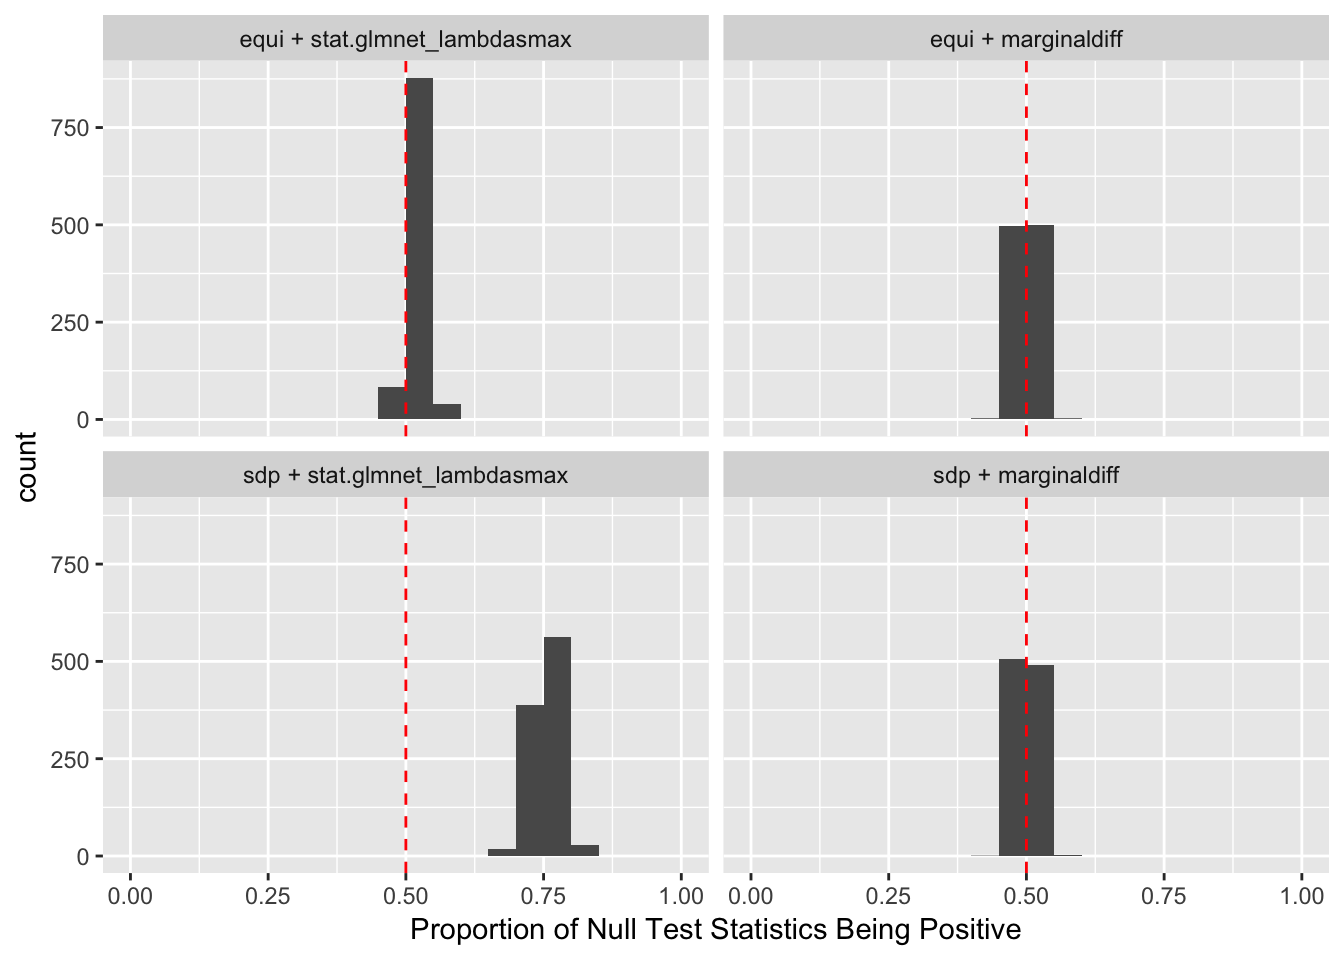 equi + stat.glmnet_lambdasmax
equi + marginaldiff
750
500
250
0
count
sdp + stat.glmnet_lambdasmax
sdp + marginaldiff
750
500
250
0
0.00 0.25 0.50 0.75 1.00 0.00 0.25 0.50 0.75 1.00
Proportion of Null Test Statistics Being Positive